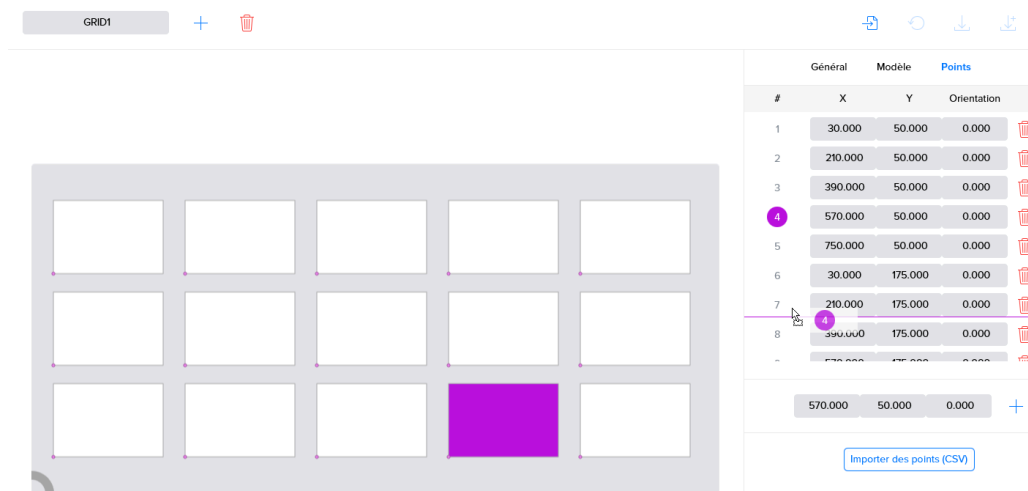 GRID1
Général Modèle Points
# X Y Orientation
1 30.000 50.000 0.000
2 210.000 50.000 0.000
3 390.000 50.000 0.000
4 570.000 50.000 0.000
5 750.000 50.000 0.000
6 30.000 175.000 0.000
7 210.000 175.000 0.000
4
8 390.000 175.000 0.000
570.000 50.000 0.000
Importer des points (CSV)